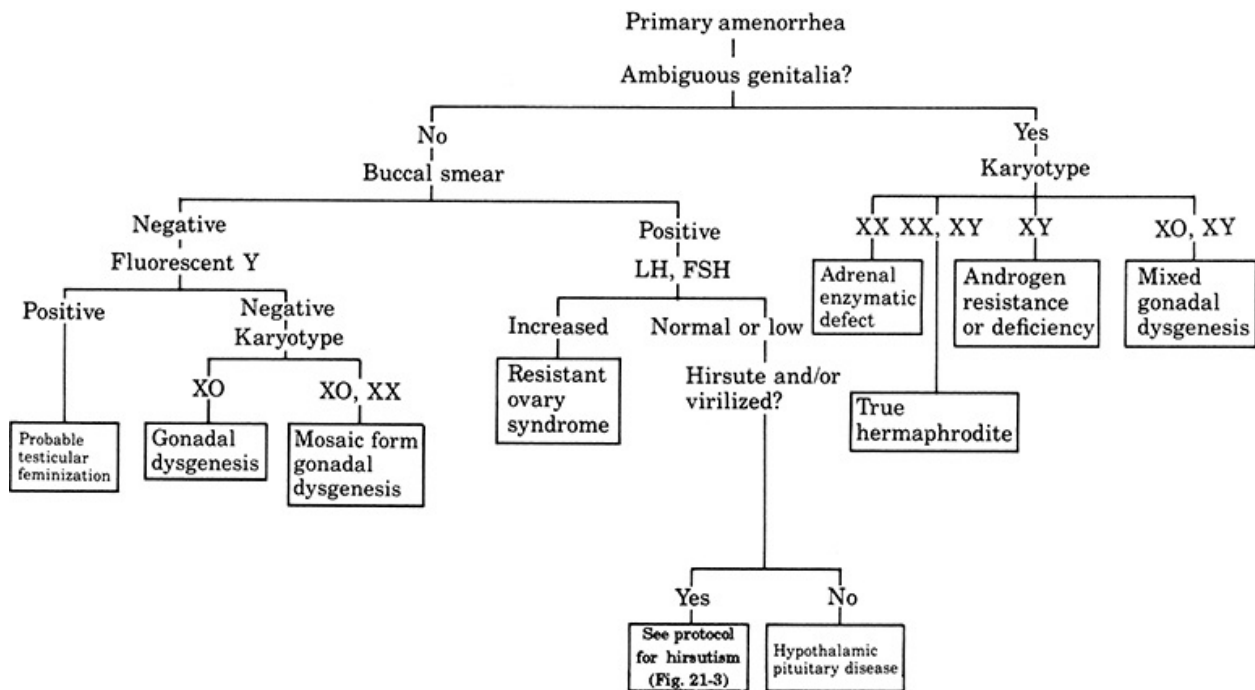 Primary amenorrhea
Ambiguous genitalia?
No
Yes
Buccal smear
Karyotype
Negative
Positive
XX
XX, XY
XY
XO, XY
Fluorescent Y
LH, FSH
Adrenal
enzymatic
defect
Androgen
resistance
or deficiency
Mixed
gonadal
dysgenesis
Positive
Negative
Karyotype
Increased
Normal or low
XO
XO, XX
Resistant
ovary
syndrome
Hirsute and/or
virilized?
True
hermaphrodite
Probable
testicular
feminization
Gonadal
dysgenesis
Mosaic form
gonadal
dysgenesis
Yes
No
See protocol
for hirsutism
(Fig. 21-3)
Hypothalamic
pituitary disease